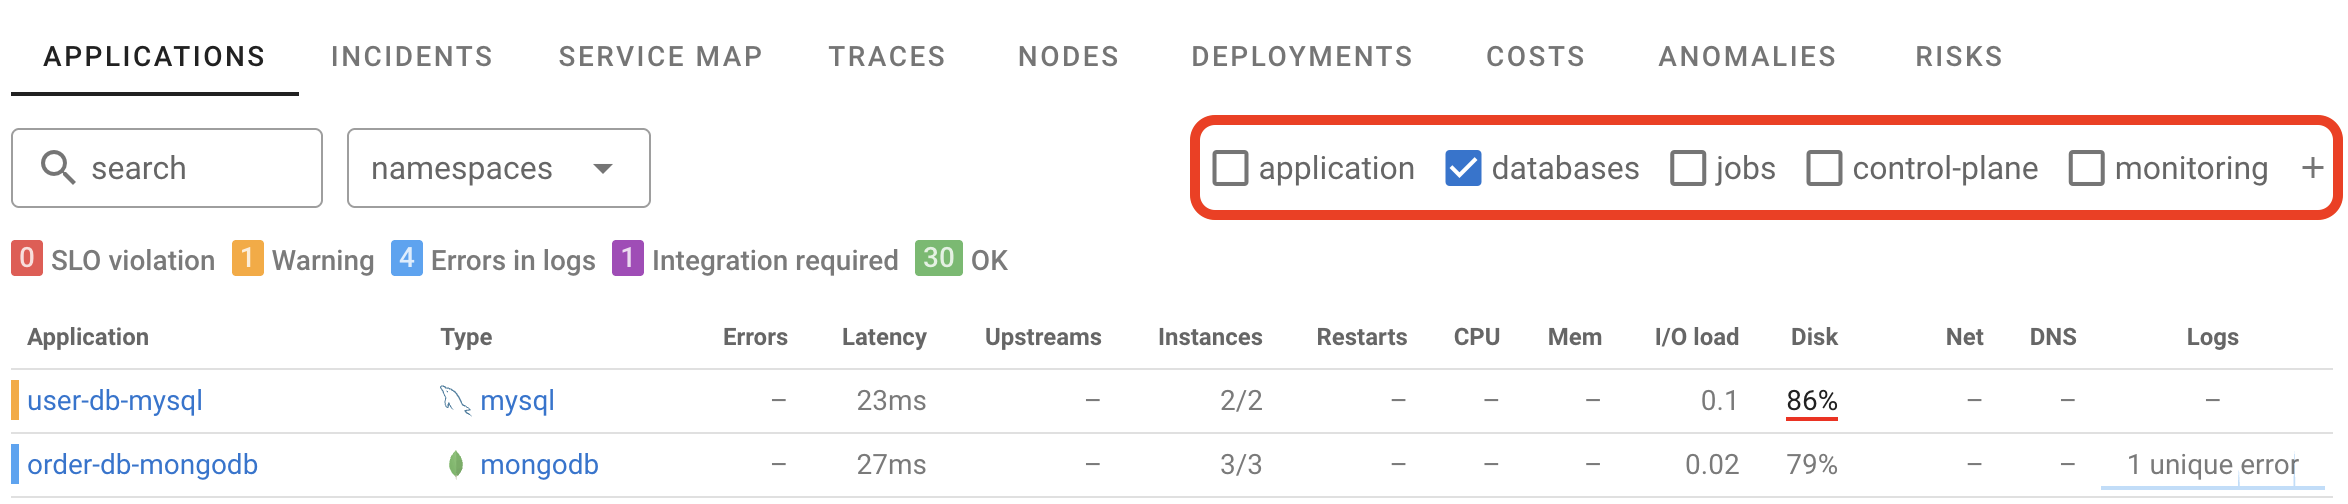 APPLICATIONS INCIDENTS SERVICE MAP TRACES NODES DEPLOYMENTS COSTS ANOMALIES RISKS
search namespaces application databases jobs control-plane monitoring +
0 SLO violation 1 Warning 4 Errors in logs 1 Integration required 30 OK
Application Type Errors Latency Upstreams Instances Restarts CPU Mem I/O load Disk Net DNS Logs
user-db-mysql mysql – 23ms – 2/2 – – – 0.1 86% – – –
order-db-mongodb mongodb – 27ms – 3/3 – – – 0.02 79% – – 1 unique error